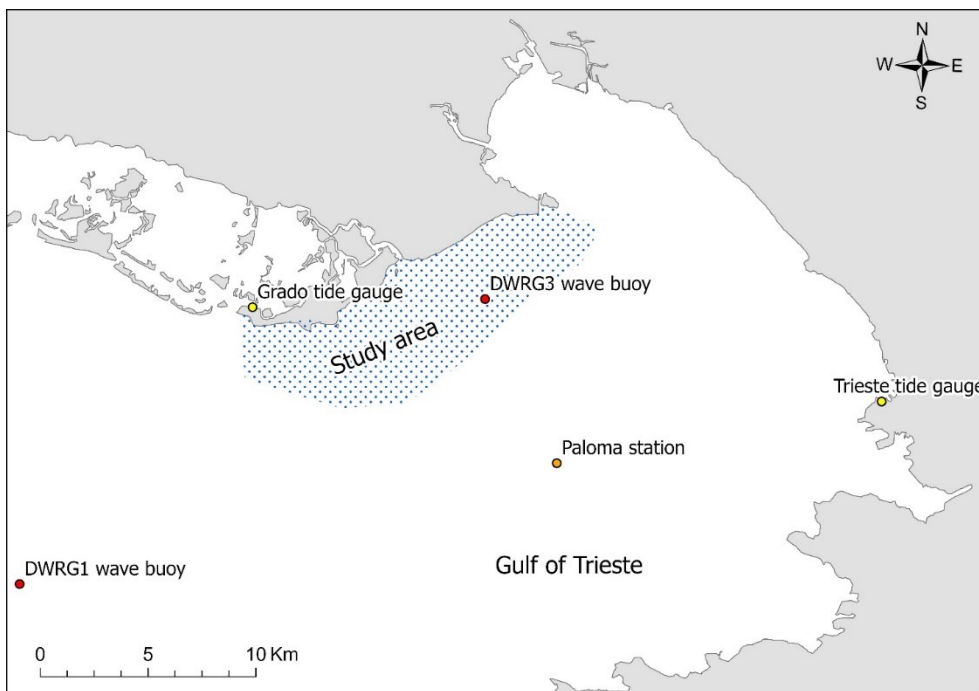 N
W E
S
DWRG3 wave buoy
Grado tide gauge
Study area
Trieste tide gauge
Paloma station
Gulf of Trieste
DWRG1 wave buoy
0 5 10 Km